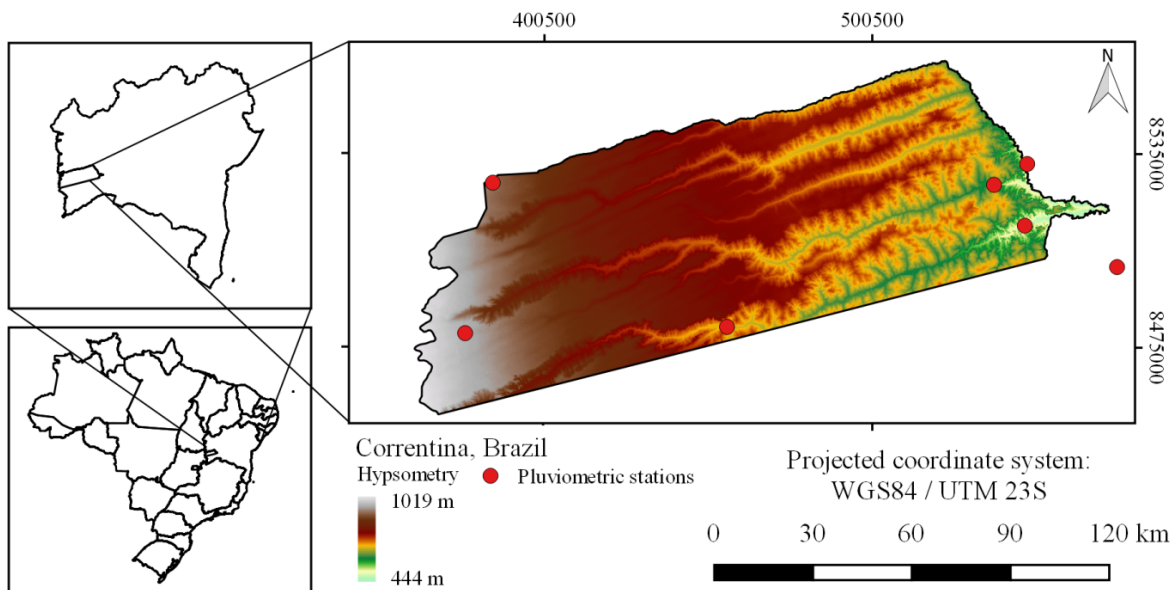 400500 500500
N
8535000
8475000
Correntina, Brazil
Hypsometry Pluviometric stations
1019 m
444 m
Projected coordinate system:
WGS84 / UTM 23S
0 30 60 90 120 km